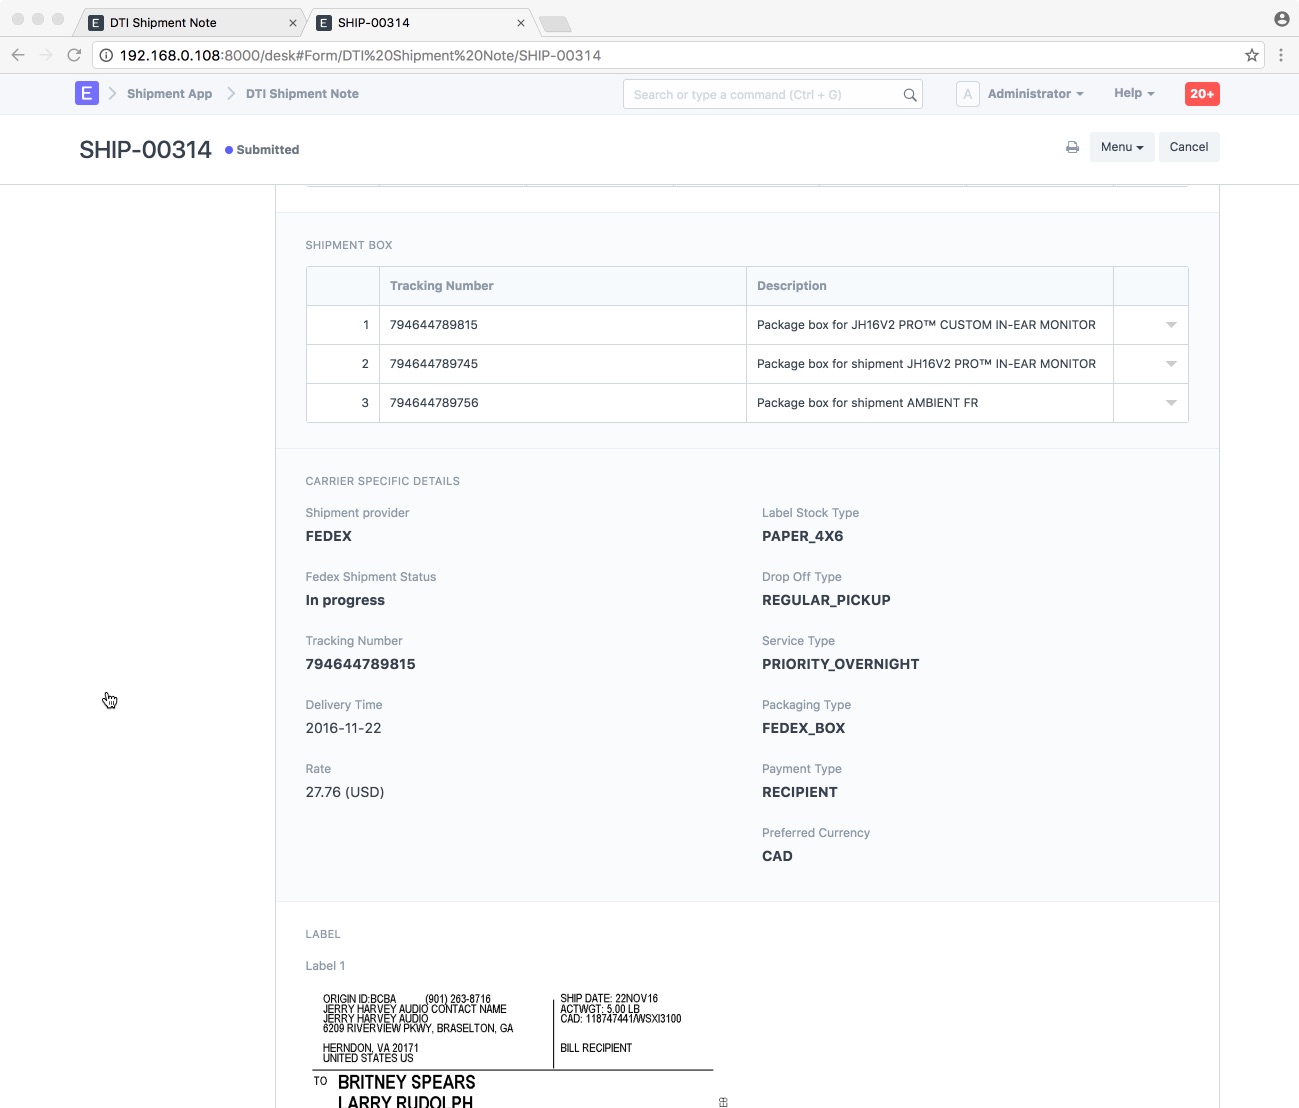 DTI Shipment Note
SHIP-00314
192.168.0.108:8000/desk#Form/DTI%20Shipment%20Note/SHIP-00314
E Shipment App DTI Shipment Note Search or type a command (Ctrl + G) A Administrator Help 20+
SHIP-00314 Submitted Menu Cancel
SHIPMENT BOX
Tracking Number Description
1 794644789815 Package box for JH16V2 PRO™ CUSTOM IN-EAR MONITOR
2 794644789745 Package box for shipment JH16V2 PRO™ IN-EAR MONITOR
3 794644789756 Package box for shipment AMBIENT FR
CARRIER SPECIFIC DETAILS
Shipment provider
FEDEX
Fedex Shipment Status
In progress
Tracking Number
794644789815
Delivery Time
2016-11-22
Rate
27.76 (USD)
Label Stock Type
PAPER_4X6
Drop Off Type
REGULAR_PICKUP
Service Type
PRIORITY_OVERNIGHT
Packaging Type
FEDEX_BOX
Payment Type
RECIPIENT
Preferred Currency
CAD
LABEL
Label 1
ORIGIN ID:BCBA (901) 263-8716
JERRY HARVEY AUDIO CONTACT NAME
JERRY HARVEY AUDIO
6209 RIVERVIEW PKWY, BRASELTON, GA
HERNDON, VA 20171
UNITED STATES US
SHIP DATE: 22NOV16
ACTWGT: 5.00 LB
CAD: 118747441/WSXI3100
BILL RECIPIENT
TO BRITNEY SPEARS
LARRY RUDOLPH